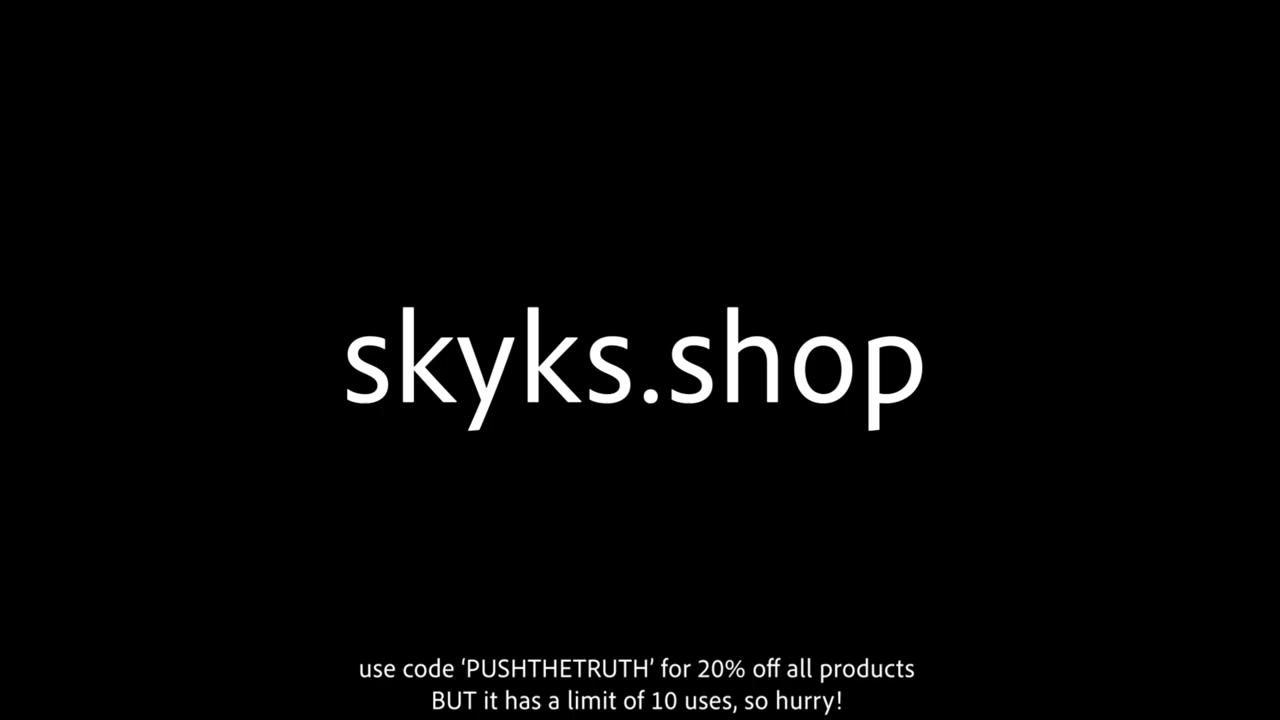 skyks.shop
use code ‘PUSHTHETRUTH’ for 20% off all products
BUT it has a limit of 10 uses, so hurry!